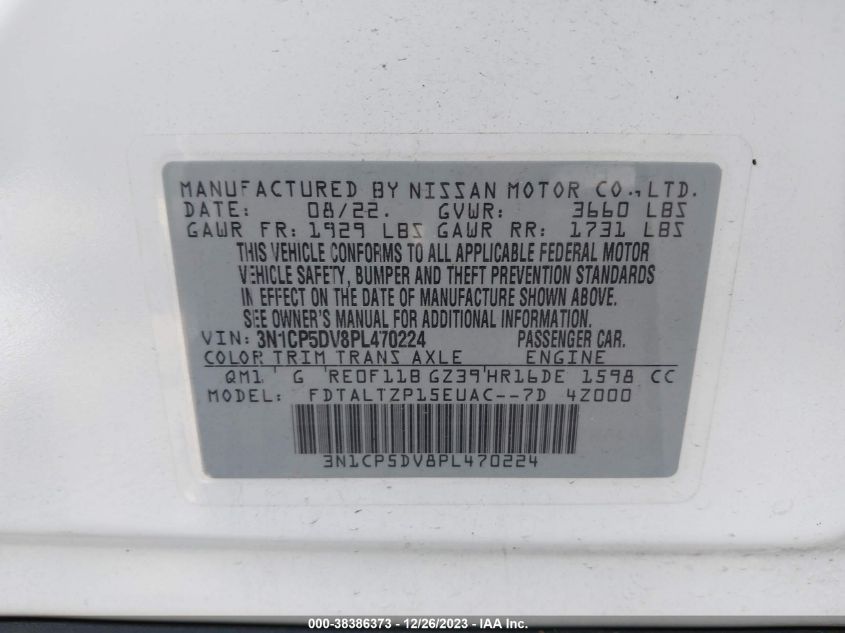 MANUFACTURED BY NISSAN MOTOR CO.,LTD.
DATE: 08/22. GVWR: 3660 LBS
GAWR FR: 1929 LBS GAWR RR: 1731 LBS
THIS VEHICLE CONFORMS TO ALL APPLICABLE FEDERAL MOTOR
VEHICLE SAFETY, BUMPER AND THEFT PREVENTION STANDARDS
IN EFFECT ON THE DATE OF MANUFACTURE SHOWN ABOVE.
SEE OWNER'S MANUAL FOR ADDITIONAL INFORMATION.
VIN: 3N1CP5DV8PL470224 PASSENGER CAR.
COLOR TRIM TRANS AXLE ENGINE
QM1 G RE0F11B GZ39 HR16DE 1598 CC
MODEL: FDTALTZP15EUAC--7D 4Z000
3N1CP5DV8PL470224
000-38386373 - 12/26/2023 - IAA Inc.